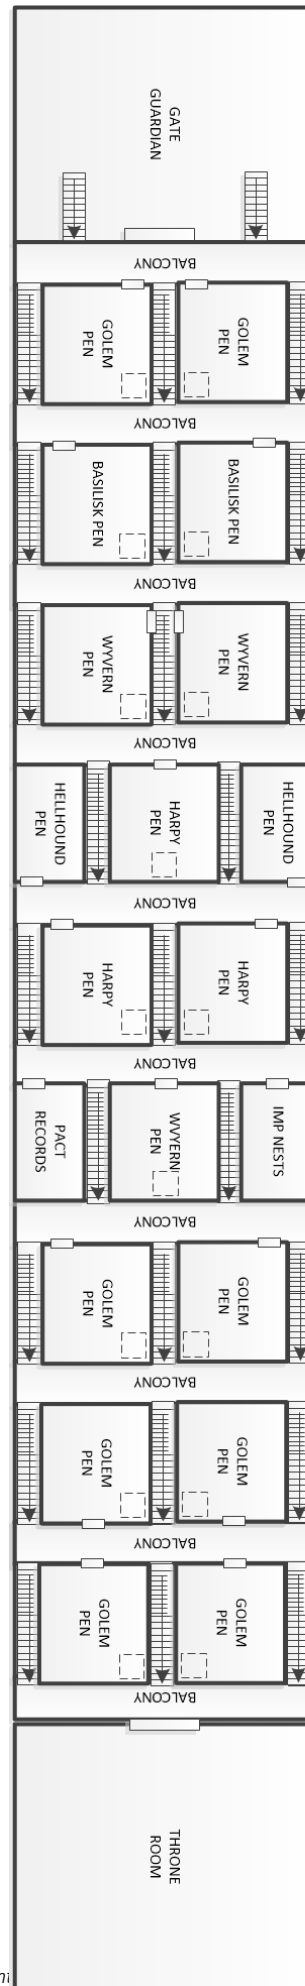 GATE
GUARDIAN
BALCONY
GOLEM
PEN
GOLEM
PEN
BALCONY
BASILISK PEN
BASILISK PEN
BALCONY
WYVERN
PEN
WYVERN
PEN
BALCONY
HELLHOUND
PEN
HARPY
PEN
HELLHOUND
PEN
BALCONY
HARPY
PEN
HARPY
PEN
BALCONY
PACT
RECORDS
WVYERN
PEN
IMP NESTS
BALCONY
GOLEM
PEN
GOLEM
PEN
BALCONY
GOLEM
PEN
GOLEM
PEN
BALCONY
GOLEM
PEN
GOLEM
PEN
BALCONY
THRONE
ROOM